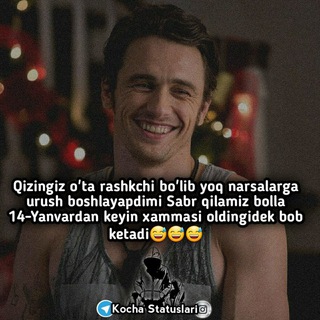 Qizingiz o'ta rashkchi bo'lib yoq narsalarga
urush boshlayapdimi Sabr qilamiz bolla
14-Yanvardan keyin xammasi oldingidek bob
ketadi😅😅😅
Kocha Statuslari